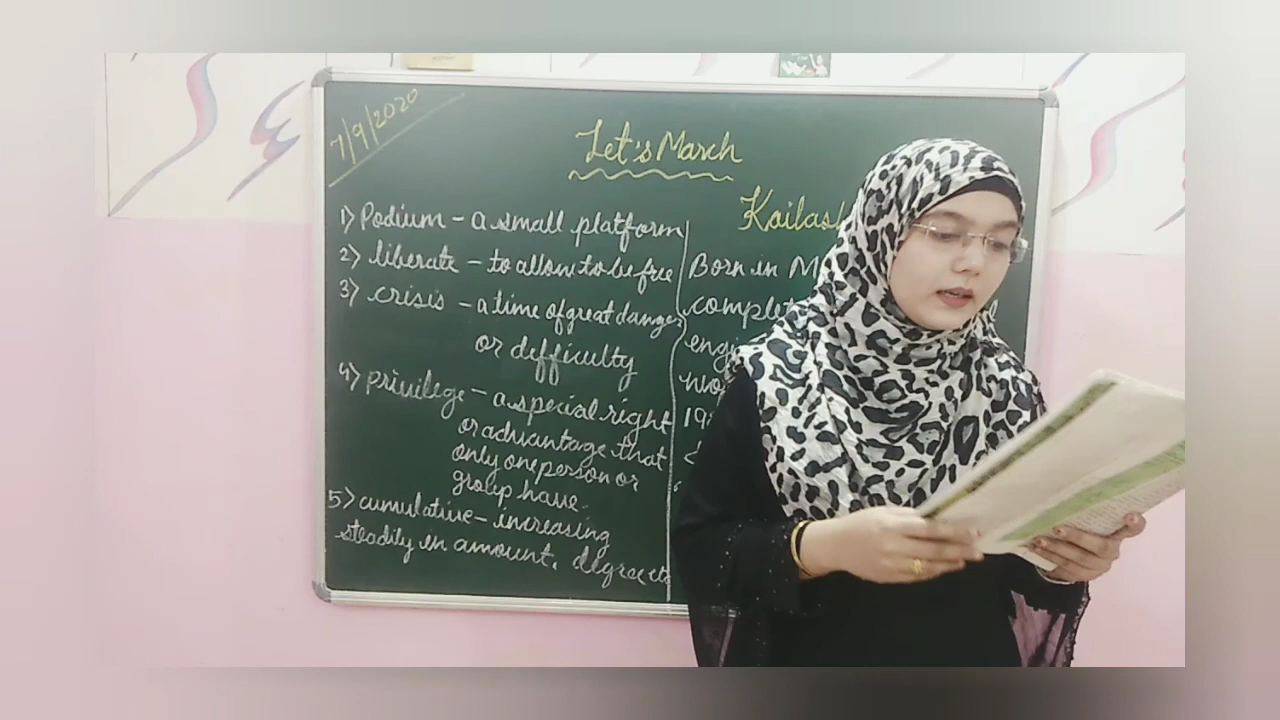 7/9/2020
Let's March
1) Podium - a small platform
2) liberate - to allow to be free
3) crisis - a time of great danger
or difficulty
4) privilege - a special right
or advantage that
only one person or
group have.
5) cumulative - increasing
steadily in amount, degree etc
Kailash
Born in M
complet
engi
19